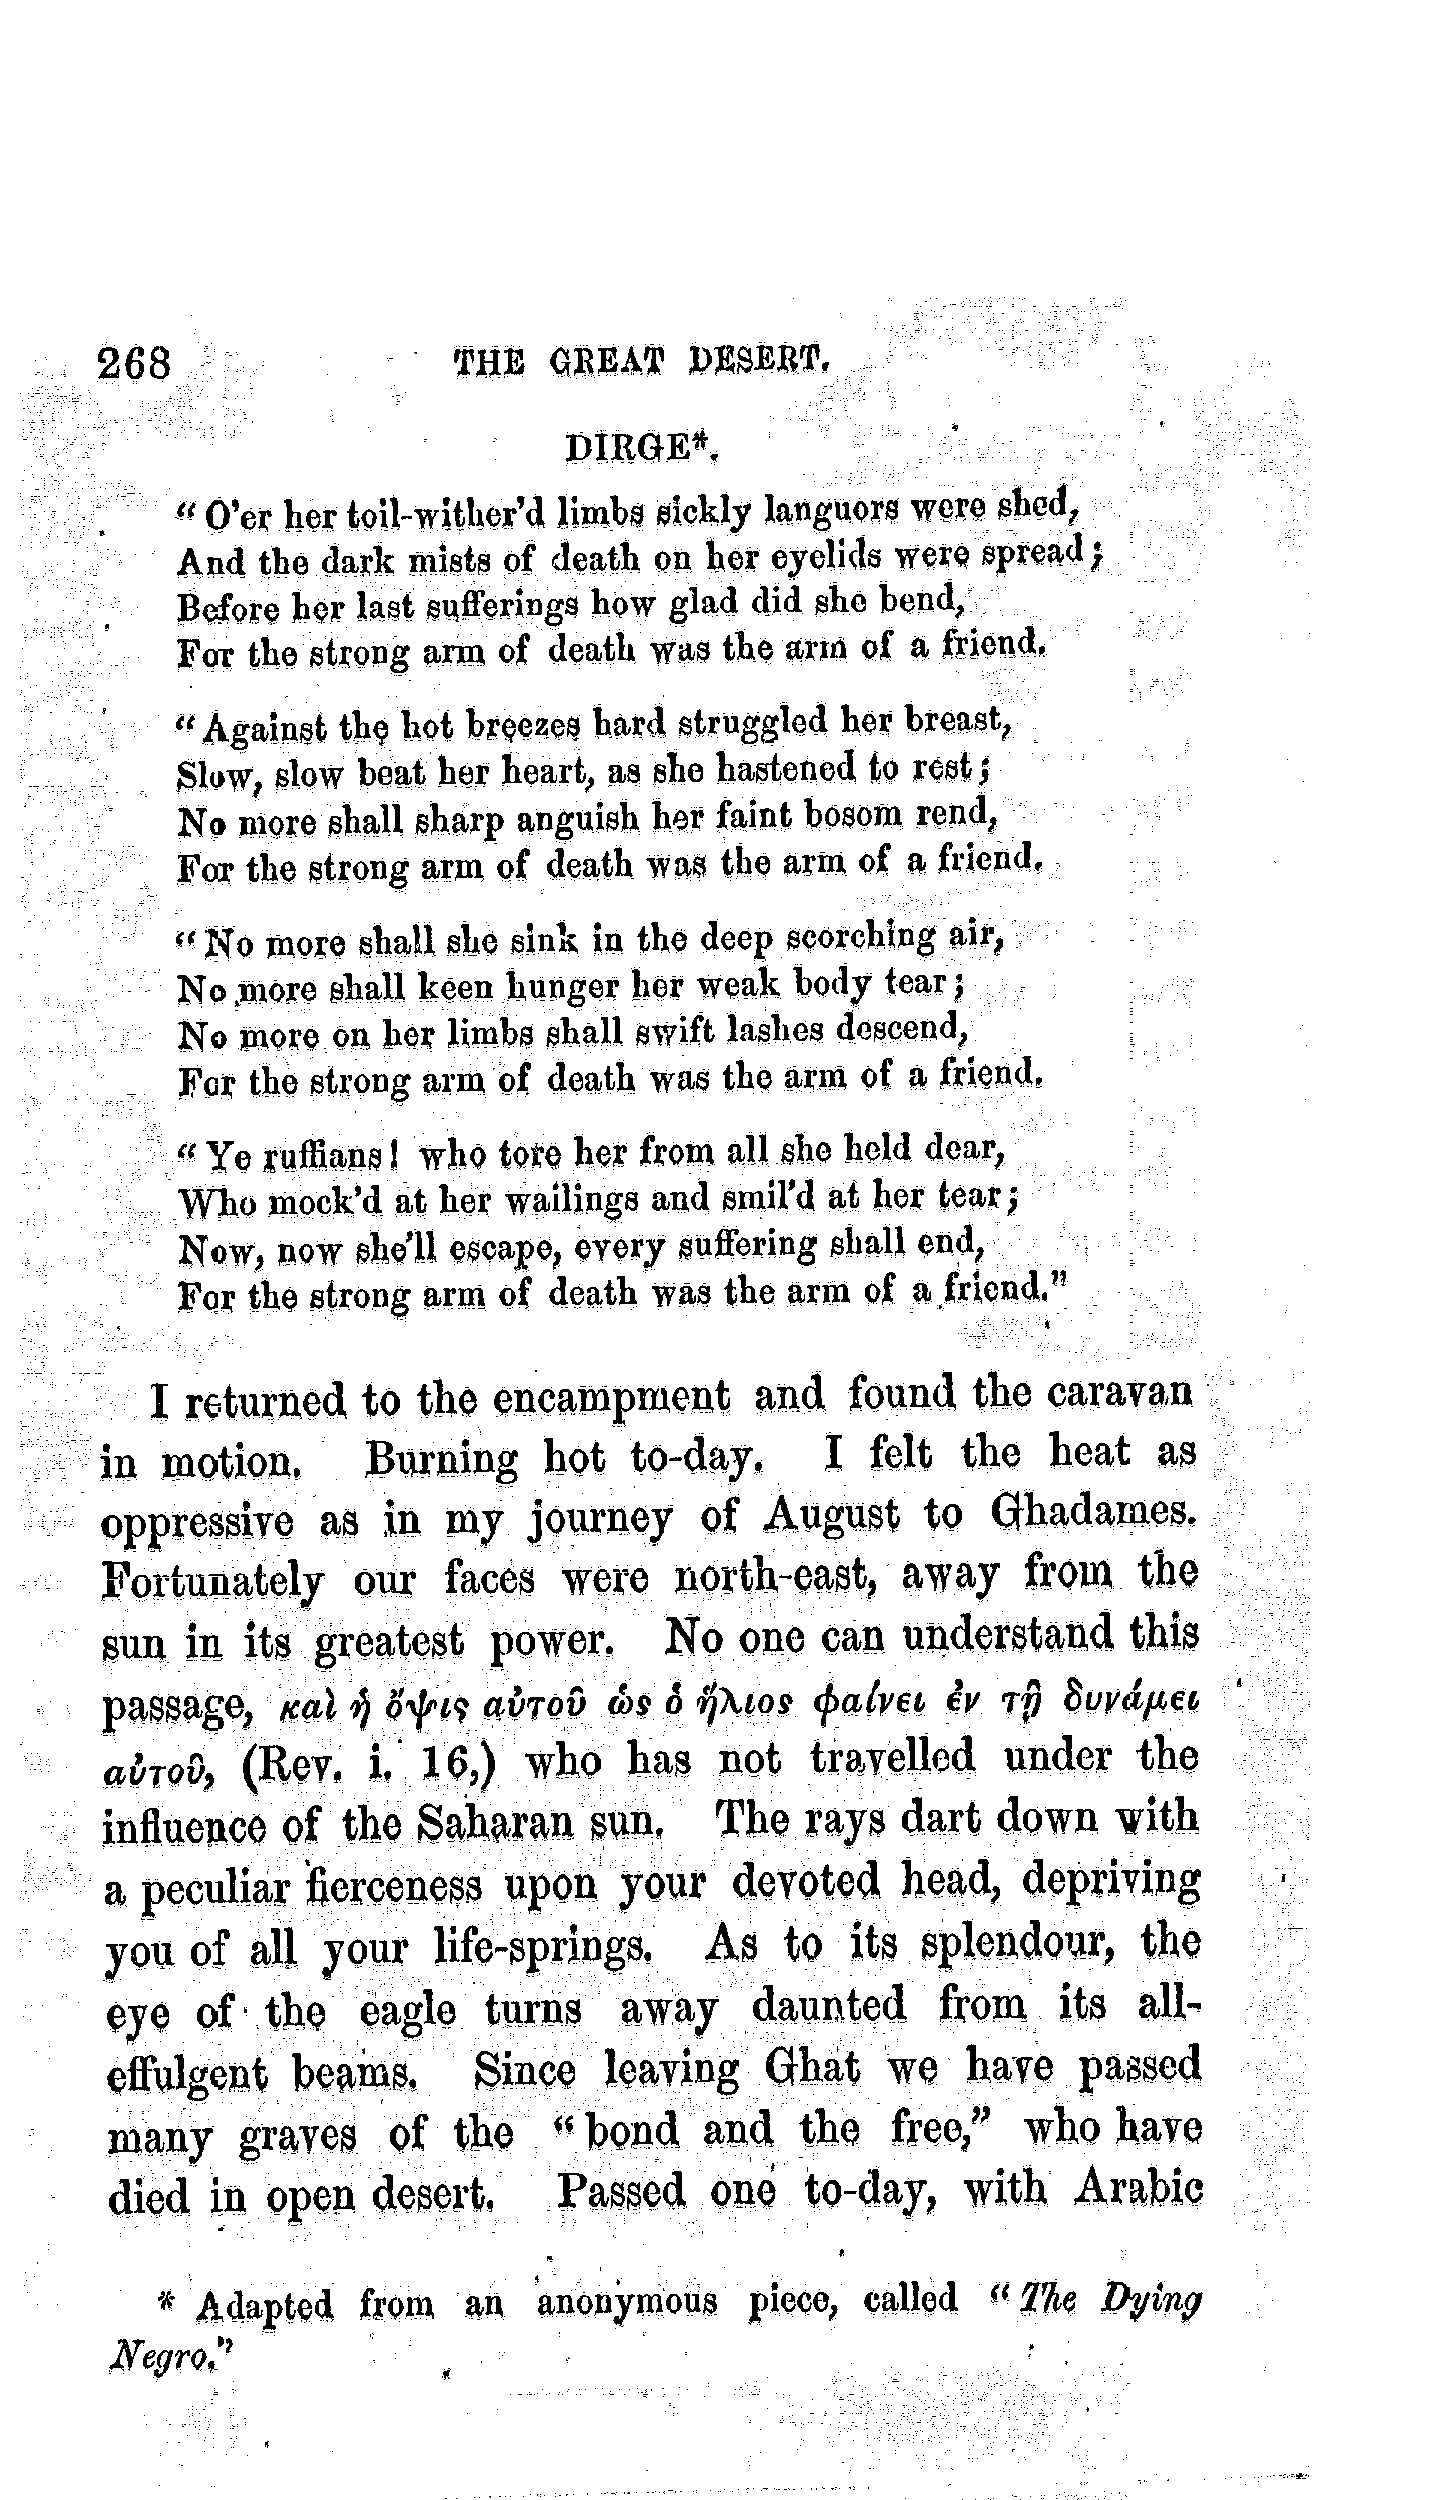 268 THE GREAT DESERT.
DIRGE*.
“O’er her toil-wither’d limbs sickly languors were shed,
And the dark mists of death on her eyelids were spread;
Before her last sufferings how glad did she bend,
For the strong arm of death was the arm of a friend.
“Against the hot breezes hard struggled her breast,
Slow, slow beat her heart, as she hastened to rest;
No more shall sharp anguish her faint bosom rend,
For the strong arm of death was the arm of a friend.
“No more shall she sink in the deep scorching air,
No more shall keen hunger her weak body tear;
No more on her limbs shall swift lashes descend,
For the strong arm of death was the arm of a friend.
“Ye ruffians! who tore her from all she held dear,
Who mock’d at her wailings and smil’d at her tear;
Now, now she’ll escape, every suffering shall end,
For the strong arm of death was the arm of a friend.”
I returned to the encampment and found the caravan
in motion. Burning hot to-day. I felt the heat as
oppressive as in my journey of August to Ghadames.
Fortunately our faces were north-east, away from the
sun in its greatest power. No one can understand this
passage, καὶ ἡ ὄψις αὐτοῦ ὡς ὁ ἥλιος φαίνει ἐν τῇ δυνάμει
αὐτοῦ, (Rev. i. 16,) who has not travelled under the
influence of the Saharan sun. The rays dart down with
a peculiar fierceness upon your devoted head, depriving
you of all your life-springs. As to its splendour, the
eye of the eagle turns away daunted from its all-
effulgent beams. Since leaving Ghat we have passed
many graves of the “bond and the free,” who have
died in open desert. Passed one to-day, with Arabic
* Adapted from an anonymous piece, called “The Dying
Negro.”